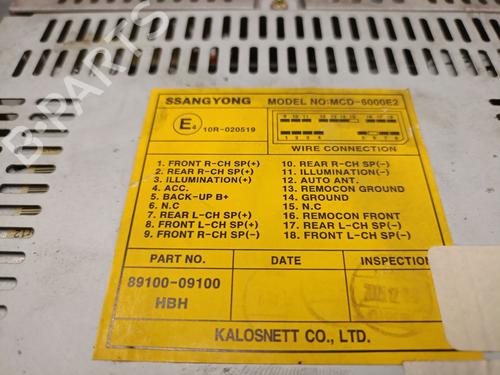 SSANGYONG MODEL NO:MCD-6000E2
E4 10R-020519
WIRE CONNECTION
1. FRONT R-CH SP(+)
2. REAR R-CH SP(+)
3. ILLUMINATION(+)
4. ACC.
5. BACK-UP B+
6. N.C
7. REAR L-CH SP(+)
8. FRONT L-CH SP(+)
9. FRONT R-CH SP(-)
10. REAR R-CH SP(-)
11. ILLUMINATION(-)
12. AUTO ANT.
13. REMOCON GROUND
14. GROUND
15. N.C
16. REMOCON FRONT
17. REAR L-CH SP(-)
18. FRONT L-CH SP(-)
PART NO. DATE INSPECTION
89100-09100
HBH
KALOSNETT CO., LTD.